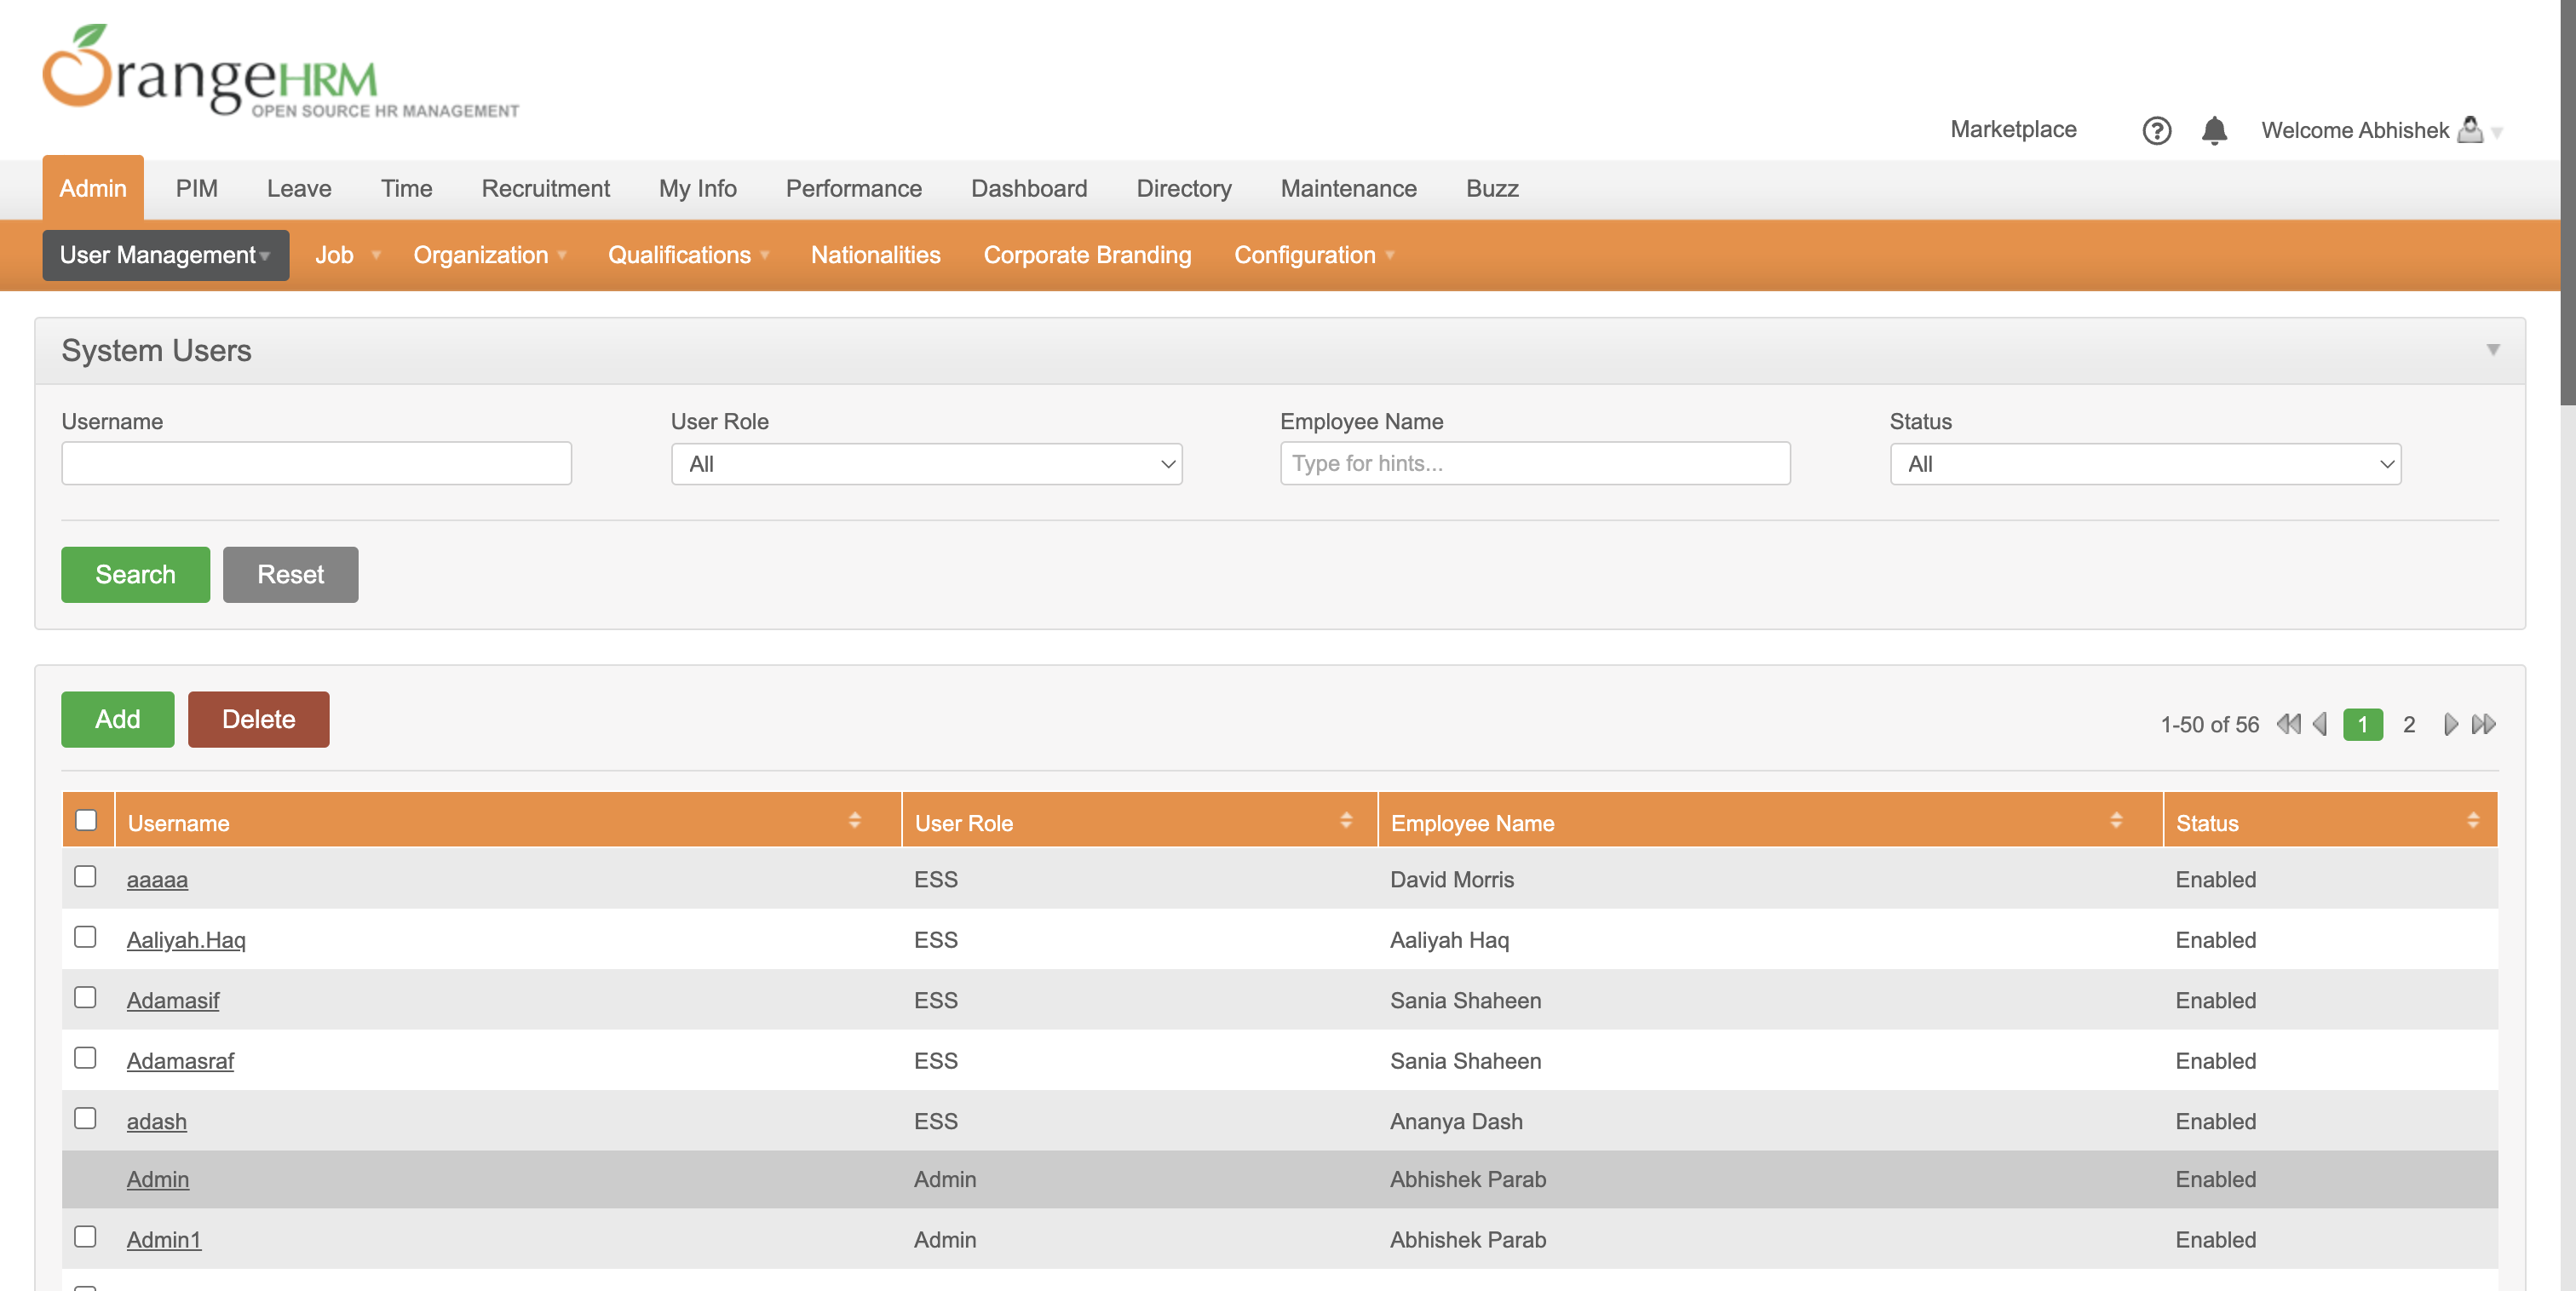 OrangeHRM
OPEN SOURCE HR MANAGEMENT
Marketplace ? Welcome Abhishek
Admin PIM Leave Time Recruitment My Info Performance Dashboard Directory Maintenance Buzz
User Management Job Organization Qualifications Nationalities Corporate Branding Configuration
System Users
Username User Role Employee Name Status
All Type for hints... All
Search Reset
Add Delete 1-50 of 56 1 2
Username User Role Employee Name Status
aaaaa ESS David Morris Enabled
Aaliyah.Haq ESS Aaliyah Haq Enabled
Adamasif ESS Sania Shaheen Enabled
Adamasraf ESS Sania Shaheen Enabled
adash ESS Ananya Dash Enabled
Admin Admin Abhishek Parab Enabled
Admin1 Admin Abhishek Parab Enabled